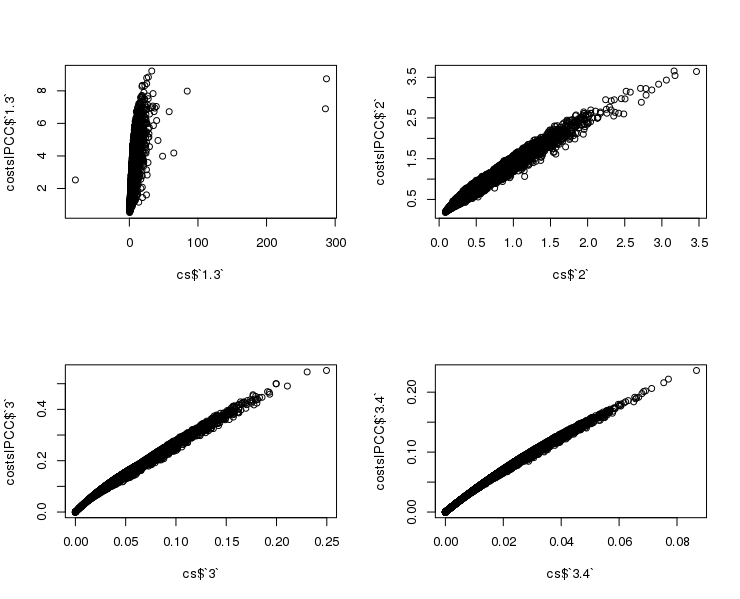 costsIPCC$`1.3`
2 4 6 8
0 100 200 300
cs$`1.3`
costsIPCC$`2`
0.5 1.5 2.5 3.5
0.0 0.5 1.0 1.5 2.0 2.5 3.0 3.5
cs$`2`
costsIPCC$`3`
0.0 0.2 0.4
0.00 0.05 0.10 0.15 0.20 0.25
cs$`3`
costsIPCC$`3.4`
0.00 0.10 0.20
0.00 0.02 0.04 0.06 0.08
cs$`3.4`